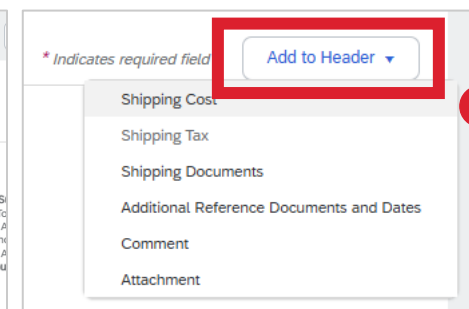 * Indicates required field
Add to Header
Shipping Cost
Shipping Tax
Shipping Documents
Additional Reference Documents and Dates
Comment
Attachment